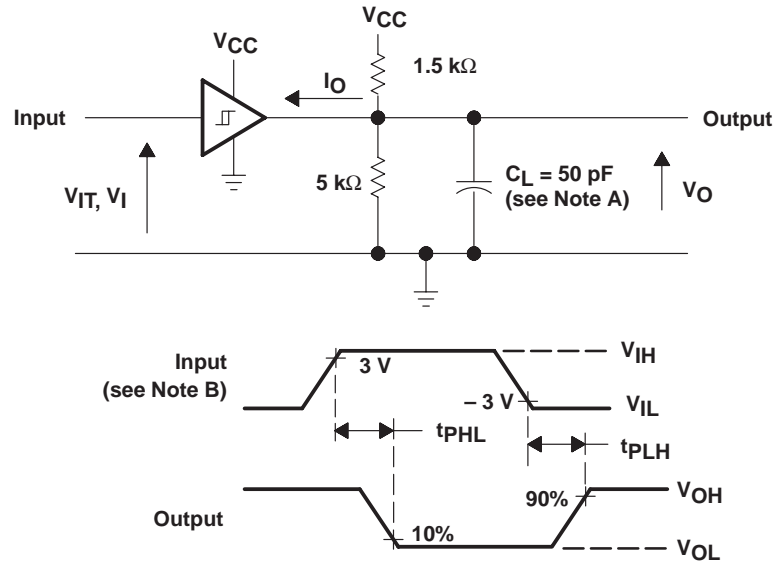 VCC
VCC
1.5 kΩ
IO
Input
Output
5 kΩ
CL = 50 pF
(see Note A)
VIT, VI
VO
Input
(see Note B)
3 V
VIH
– 3 V
VIL
tPHL
tPLH
Output
10%
90%
VOH
VOL